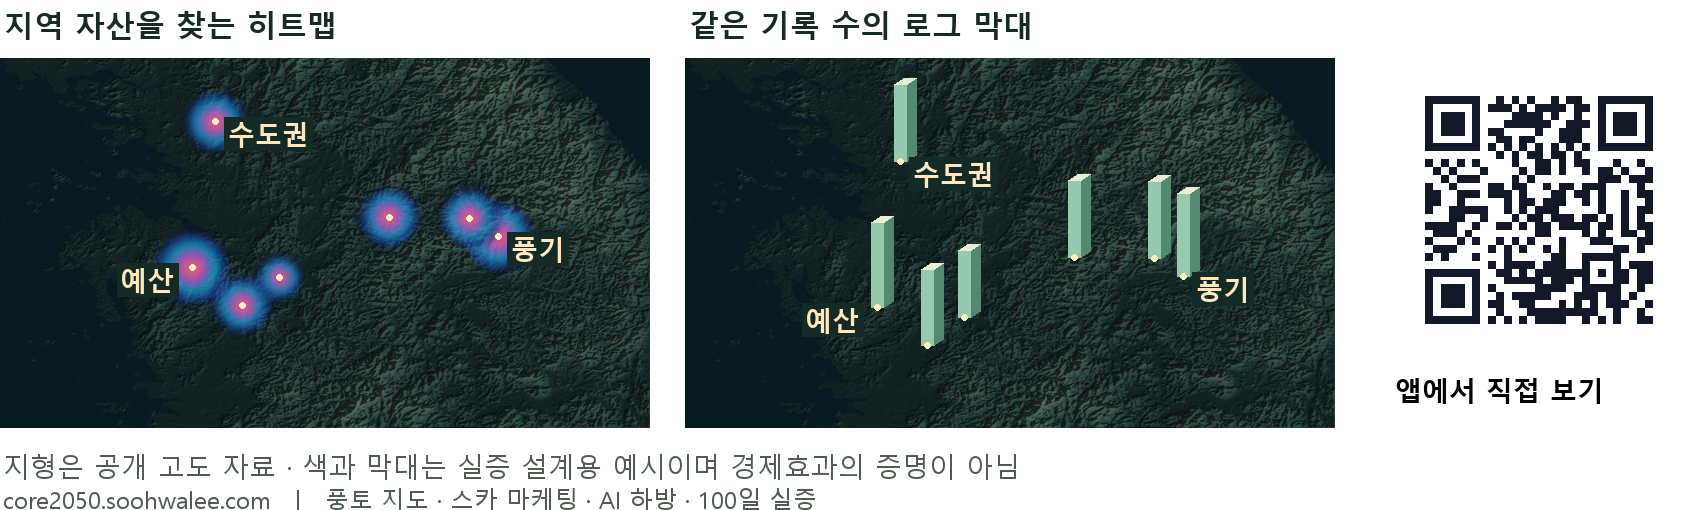 지역 자산을 찾는 히트맵
수도권
예산
풍기
같은 기록 수의 로그 막대
수도권
예산
풍기
앱에서 직접 보기
지형은 공개 고도 자료 · 색과 막대는 실증 설계용 예시이며 경제효과의 증명이 아님
core2050.soohwalee.com | 풍토 지도 · 스카 마케팅 · AI 하방 · 100일 실증